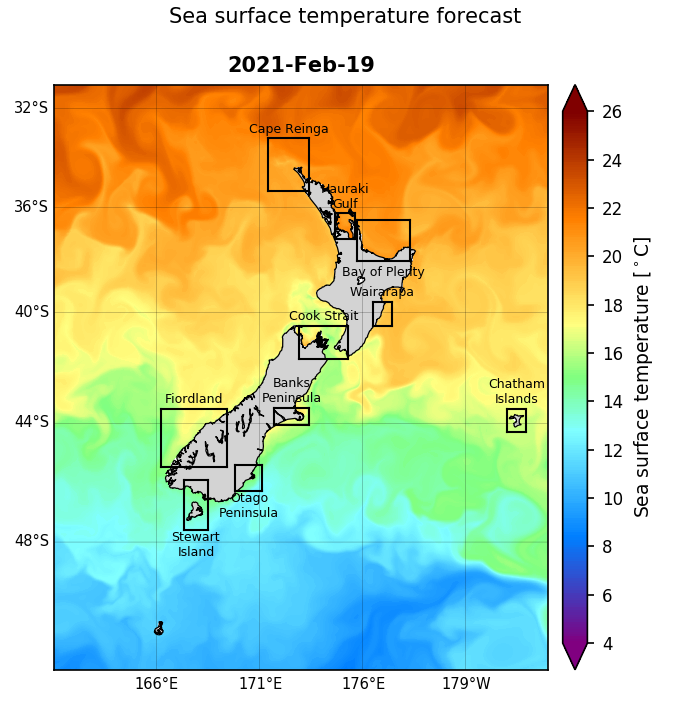 Sea surface temperature forecast
2021-Feb-19
32°S
36°S
40°S
44°S
48°S
Cape Reinga
Hauraki
Gulf
Bay of Plenty
Wairarapa
Cook Strait
Banks
Peninsula
Fiordland
Chatham
Islands
Otago
Peninsula
Stewart
Island
166°E
171°E
176°E
179°W
26
24
22
20
18
16
14
12
10
8
6
4
Sea surface temperature [°C]